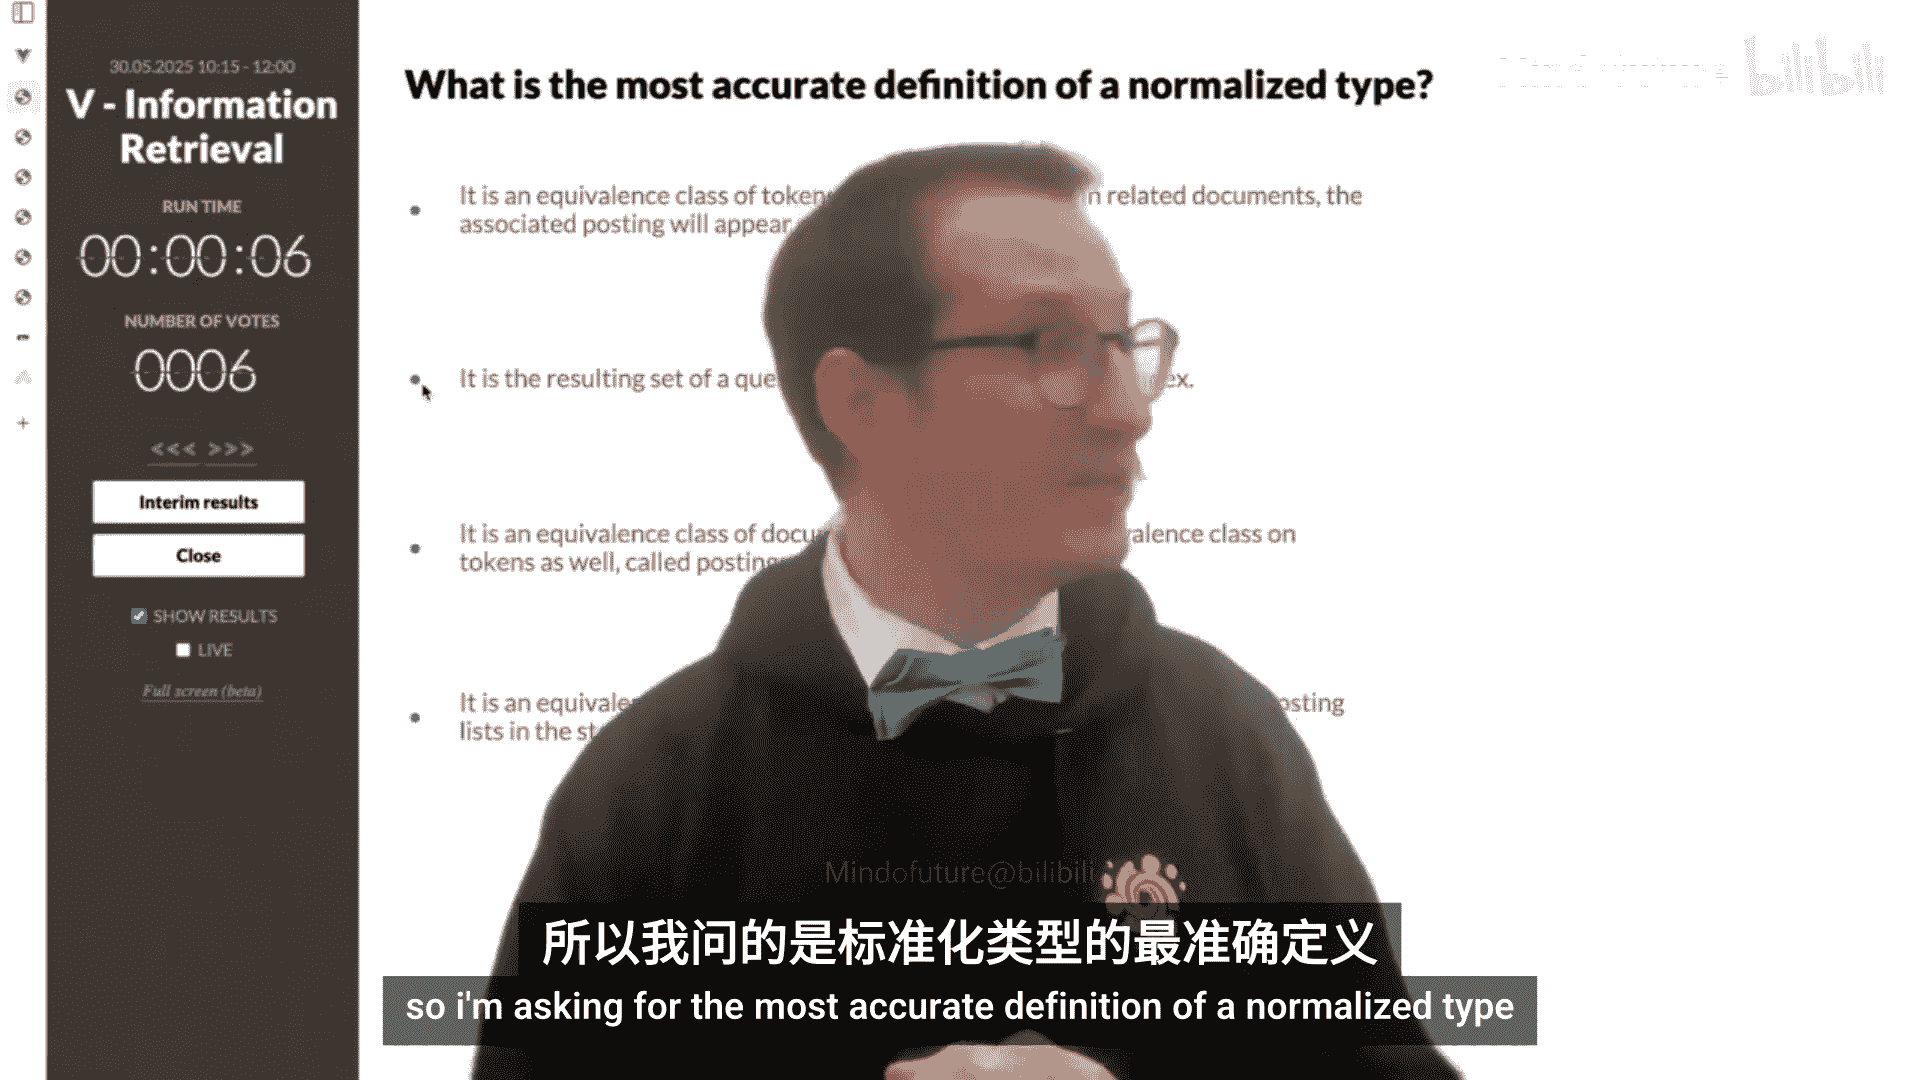 30.05.2025 10:15 - 12:00
V - Information
Retrieval
RUN TIME
00:00:06
NUMBER OF VOTES
0006
<<< >>>
Interim results
Close
SHOW RESULTS
LIVE
Full screen (beta)
What is the most accurate definition of a normalized type?
It is an equivalence class of tokens n related documents, the
associated posting will appear
It is the resulting set of a que ex.
It is an equivalence class of docu valence class on
tokens as well, called posting
It is an equivale osting
lists in the st
bilibili
Mindofuture@bilibili
所以我问的是标准化类型的最准确定义
so i'm asking for the most accurate definition of a normalized type